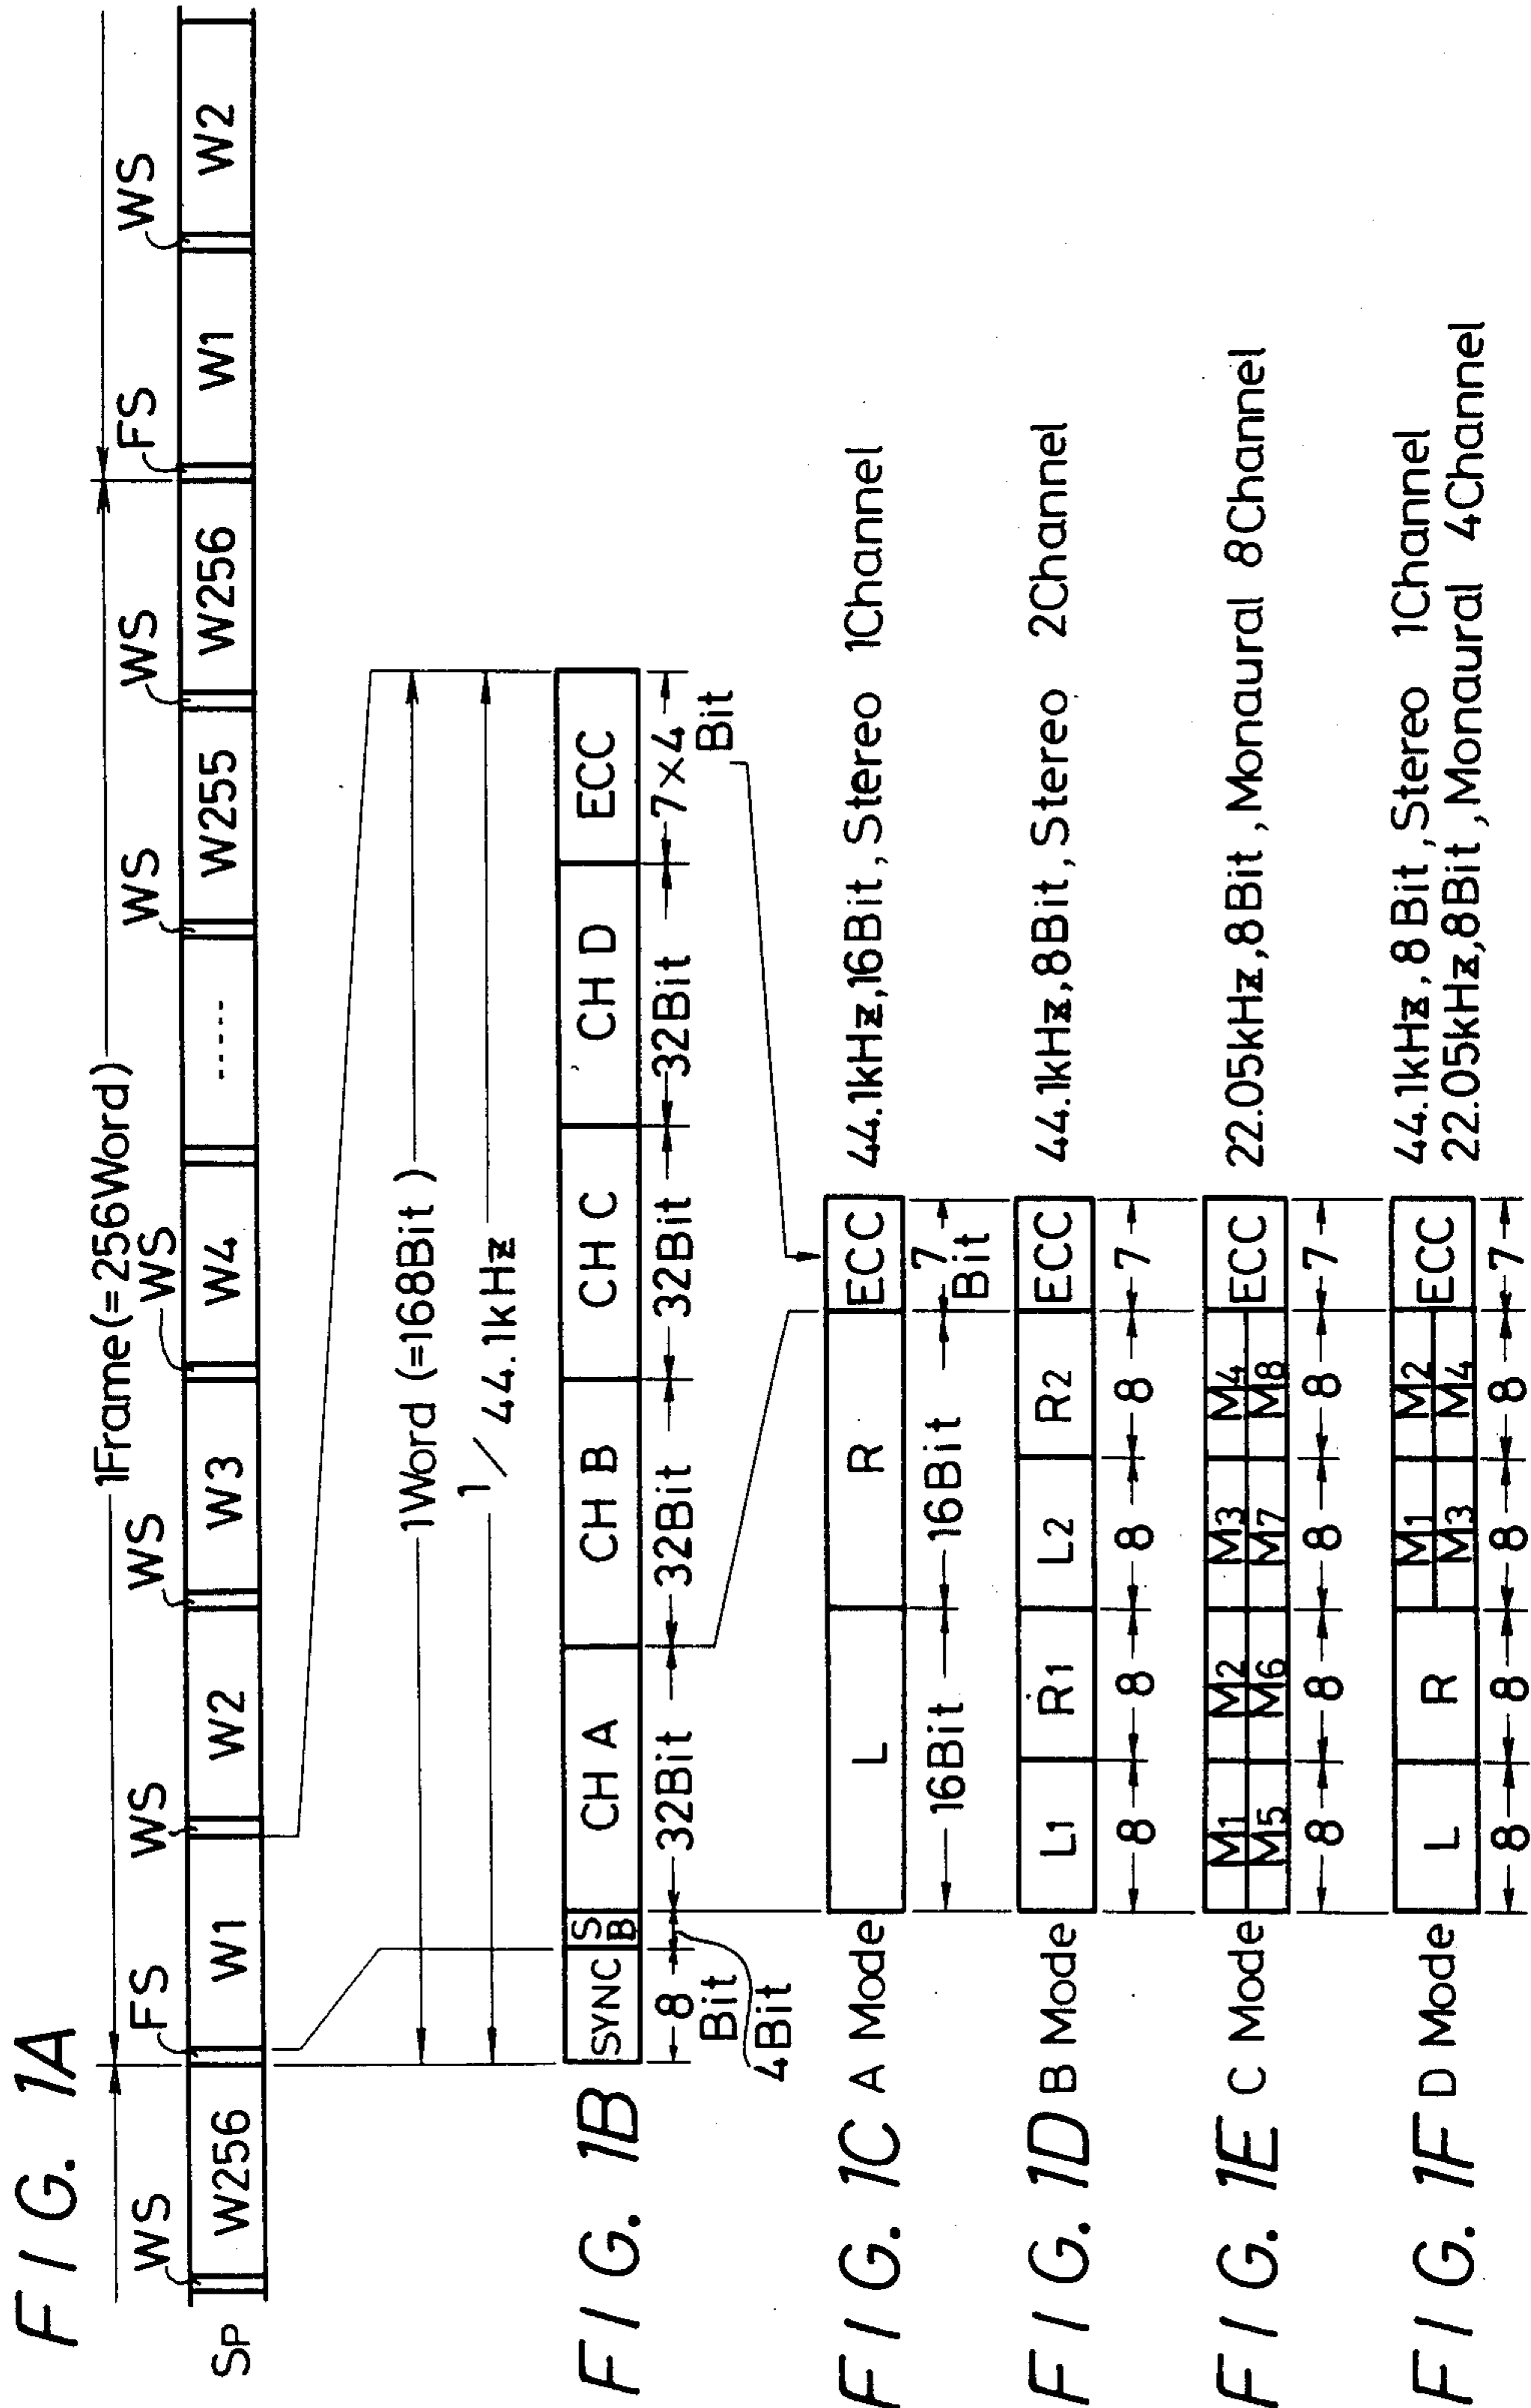 FIG. 1A
1Frame(=256Word)
WS FS WS WS WS WS WS FS WS
SP W256 W1 W2 W3 W4 ----- W255 W256 W1 W2
1Word (=168Bit)
1/44.1kHz
FIG. 1B
SYNC SB CH A CH B CH C CH D ECC
8 Bit 4Bit 32Bit 32Bit 32Bit 32Bit 7×4 Bit
FIG. 1C A Mode L R ECC 44.1kHz,16Bit,Stereo 1Channel
16Bit 16Bit 7 Bit
FIG. 1D B Mode L1 R1 L2 R2 ECC 44.1kHz,8Bit,Stereo 2Channel
8 8 8 8 7
FIG. 1E C Mode M1 M2 M3 M4 ECC 22.05kHz,8Bit,Monaural 8Channel
M5 M6 M7 M8
8 8 8 8 7
FIG. 1F D Mode L R M1 M2 ECC 44.1kHz,8Bit,Stereo 1Channel
M3 M4 22.05kHz,8Bit,Monaural 4Channel
8 8 8 8 7